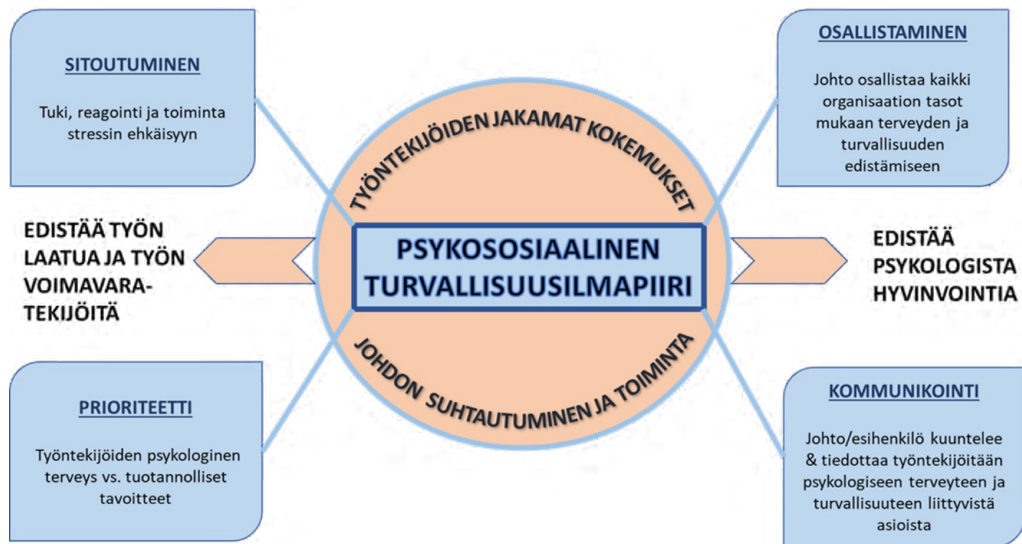 SITOUTUMINEN
Tuki, reagointi ja toiminta
stressin ehkäisyyn
OSALLISTAMINEN
Johto osallistaa kaikki
organisaation tasot
mukaan terveyden ja
turvallisuuden
edistämiseen
TYÖNTEKIJÖIDEN JAKAMAT KOKEMUKSET
EDISTÄÄ TYÖN
LAATUA JA TYÖN
VOIMAVARA-
TEKIJÖITÄ
PSYKOSOSIAALINEN
TURVALLISUUSILMAPIIRI
EDISTÄÄ
PSYKOLOGISTA
HYVINVOINTIA
JOHDON SUHTAUTUMINEN JA TOIMINTA
PRIORITEETTI
Työntekijöiden psykologinen
terveys vs. tuotannolliset
tavoitteet
KOMMUNIKOINTI
Johto/esihenkilö kuuntelee
& tiedottaa työntekijöitään
psykologiseen terveyteen ja
turvallisuuteen liittyvistä
asioista